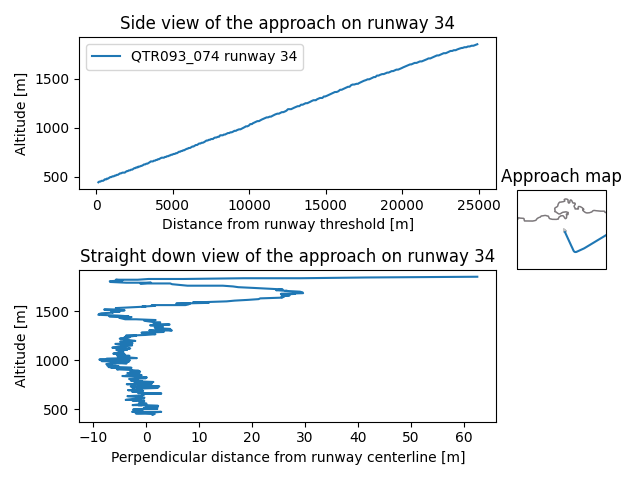 Side view of the approach on runway 34
QTR093_074 runway 34
Altitude [m]
1500
1000
500
0
5000
10000
15000
20000
25000
Distance from runway threshold [m]
Approach map
Straight down view of the approach on runway 34
Altitude [m]
1500
1000
500
−10
0
10
20
30
40
50
60
Perpendicular distance from runway centerline [m]